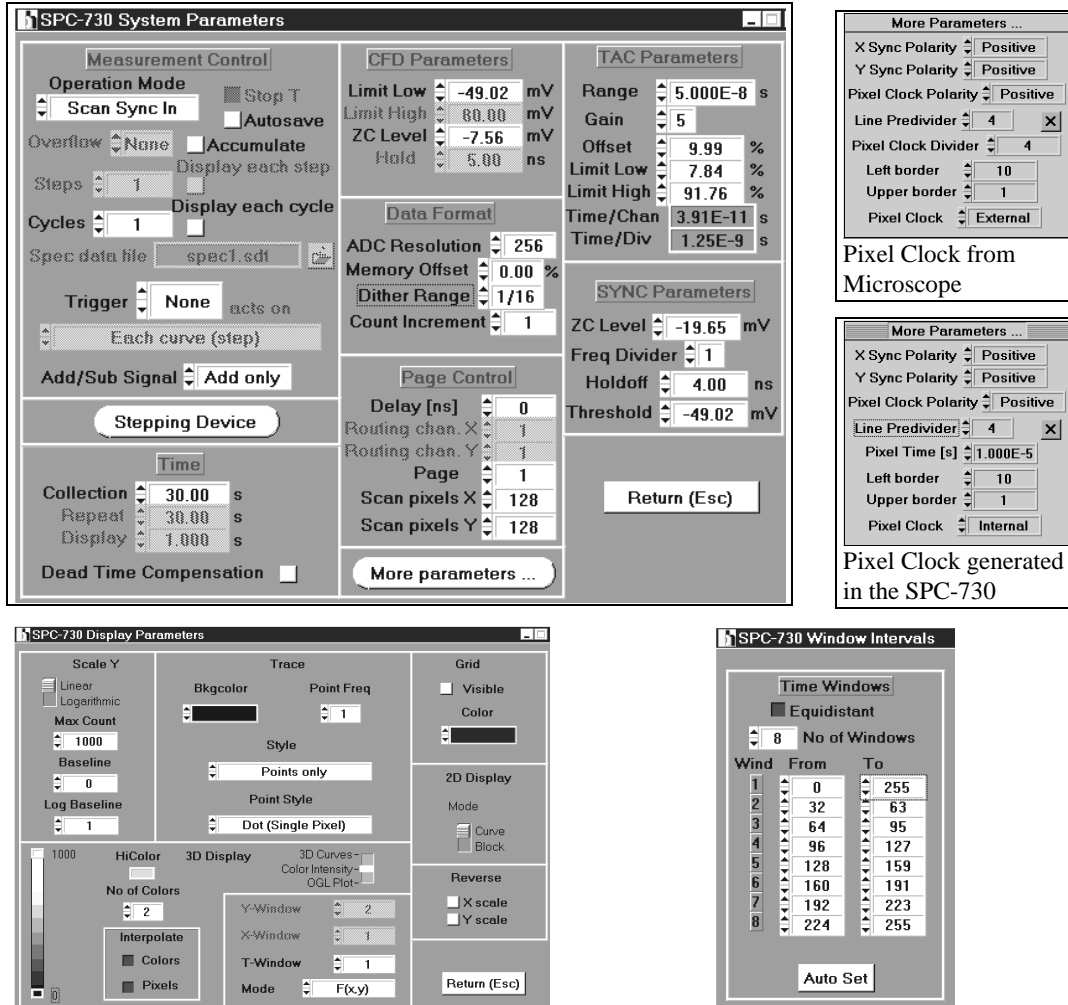 SPC-730 System Parameters
Measurement Control
Operation Mode
Scan Sync In
Stop T
Autosave
Overflow None
Accumulate
Steps 1
Display each step
Cycles 1
Display each cycle
Spec data file spec1.sdt
Trigger None acts on
Each curve (step)
Add/Sub Signal Add only
Stepping Device
Time
Collection 30.00 s
Repeat 30.00 s
Display 1.000 s
Dead Time Compensation
CFD Parameters
Limit Low -49.02 mV
Limit High 80.00 mV
ZC Level -7.56 mV
Hold 5.00 ns
Data Format
ADC Resolution 256
Memory Offset 0.00 %
Dither Range 1/16
Count Increment 1
Page Control
Delay [ns] 0
Routing chan. X 1
Routing chan. Y 1
Page 1
Scan pixels X 128
Scan pixels Y 128
More parameters ...
TAC Parameters
Range 5.000E-8 s
Gain 5
Offset 9.99 %
Limit Low 7.84 %
Limit High 91.76 %
Time/Chan 3.91E-11 s
Time/Div 1.25E-9 s
SYNC Parameters
ZC Level -19.65 mV
Freq Divider 1
Holdoff 4.00 ns
Threshold -49.02 mV
Return (Esc)
More Parameters ...
X Sync Polarity Positive
Y Sync Polarity Positive
Pixel Clock Polarity Positive
Line Predivider 4 X
Pixel Clock Divider 4
Left border 10
Upper border 1
Pixel Clock External
Pixel Clock from
Microscope
More Parameters ...
X Sync Polarity Positive
Y Sync Polarity Positive
Pixel Clock Polarity Positive
Line Predivider 4 X
Pixel Time [s] 1.000E-5
Left border 10
Upper border 1
Pixel Clock Internal
Pixel Clock generated
in the SPC-730
SPC-730 Display Parameters
Scale Y
Linear
Logarithmic
Max Count
1000
Baseline
0
Log Baseline
1
Trace
Bkgcolor Point Freq
1
Style
Points only
Point Style
Dot (Single Pixel)
Grid
Visible
Color
2D Display
Mode
Curve
Block
Reverse
X scale
Y scale
Return (Esc)
1000
0
HiColor
No of Colors
2
Interpolate
Colors
Pixels
3D Display
3D Curves
Color Intensity
OGL Plot
Y-Window 2
X-Window 1
T-Window 1
Mode F(x,y)
SPC-730 Window Intervals
Time Windows
Equidistant
8 No of Windows
Wind From To
1 0 255
2 32 63
3 64 95
4 96 127
5 128 159
6 160 191
7 192 223
8 224 255
Auto Set